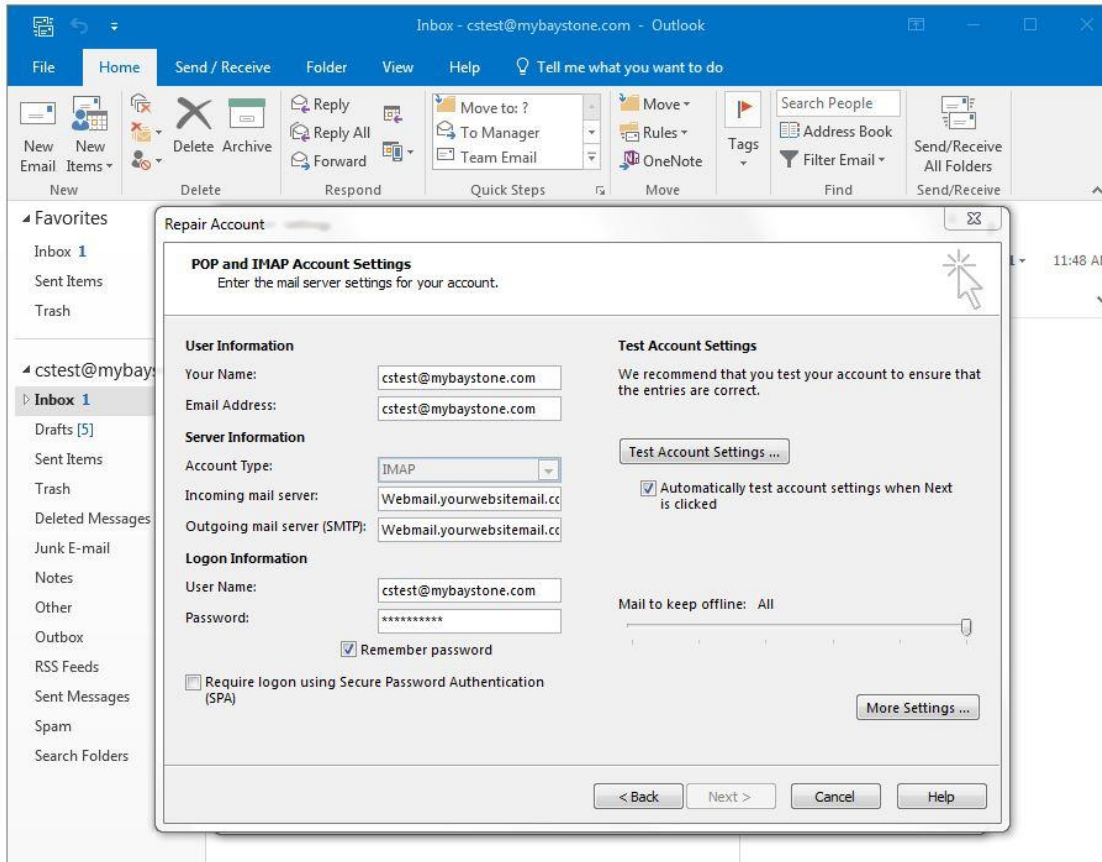 Inbox - cstest@mybaystone.com - Outlook
File Home Send / Receive Folder View Help Tell me what you want to do
New Email
New Items
Delete Archive
Reply
Reply All
Forward
Move to: ?
To Manager
Team Email
Move
Rules
OneNote
Tags
Search People
Address Book
Filter Email
Send/Receive
All Folders
New Delete Respond Quick Steps Move Find Send/Receive
Favorites
Inbox 1
Sent Items
Trash
cstest@mybays
Inbox 1
Drafts [5]
Sent Items
Trash
Deleted Messages
Junk E-mail
Notes
Other
Outbox
RSS Feeds
Sent Messages
Spam
Search Folders
11:48 A
Repair Account
POP and IMAP Account Settings
Enter the mail server settings for your account.
User Information
Your Name: cstest@mybaystone.com
Email Address: cstest@mybaystone.com
Server Information
Account Type: IMAP
Incoming mail server: Webmail.yourwebsitemail.cc
Outgoing mail server (SMTP): Webmail.yourwebsitemail.cc
Logon Information
User Name: cstest@mybaystone.com
Password: **********
Remember password
Require logon using Secure Password Authentication
(SPA)
Test Account Settings
We recommend that you test your account to ensure that
the entries are correct.
Test Account Settings ...
Automatically test account settings when Next
is clicked
Mail to keep offline: All
More Settings ...
< Back Next > Cancel Help